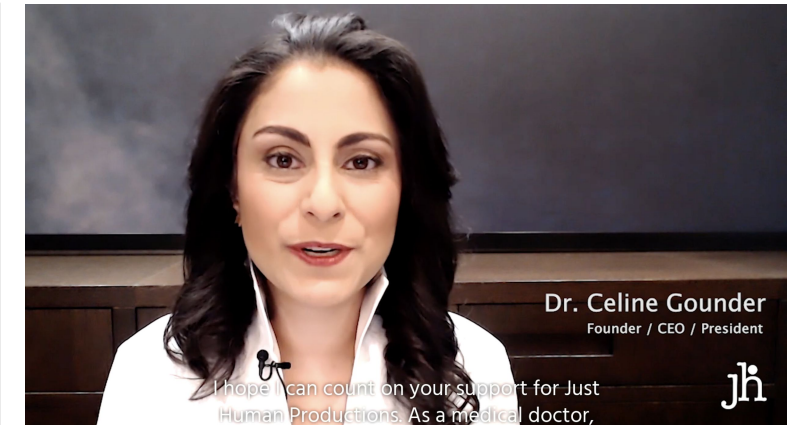 Dr. Celine Gounder
Founder / CEO / President
jh
I hope I can count on your support for Just
Human Productions. As a medical doctor,